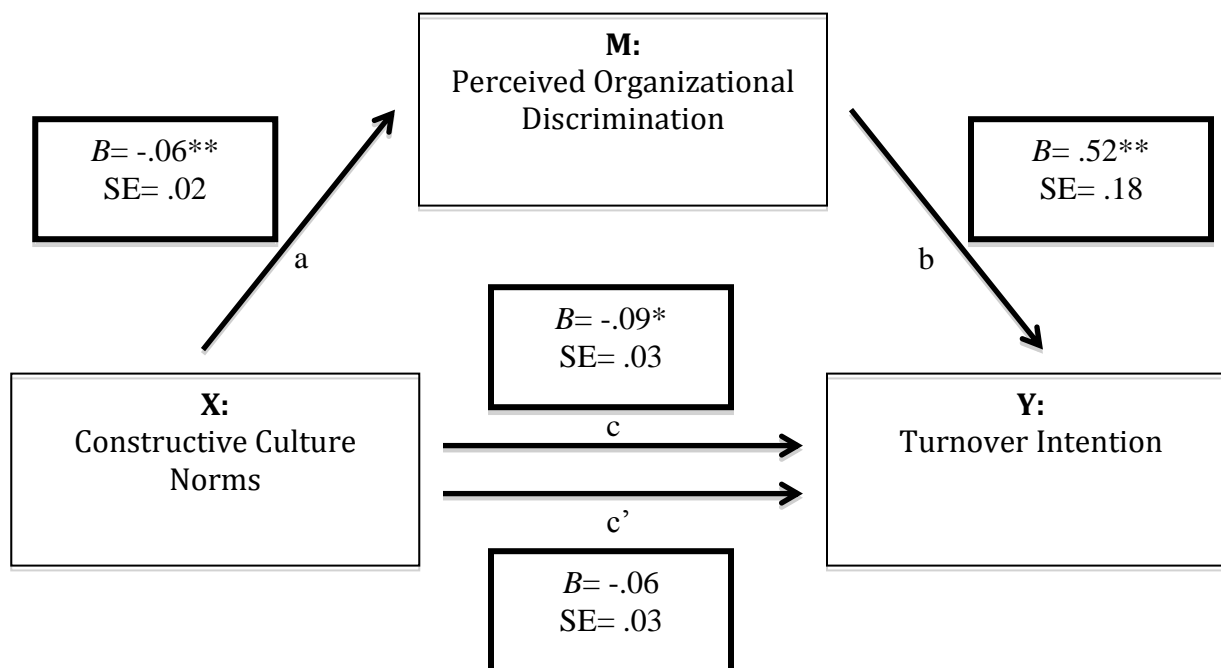 M:
Perceived Organizational
Discrimination
B= -.06**
SE= .02
B= .52**
SE= .18
a
b
B= -.09*
SE= .03
X:
Constructive Culture
Norms
c
Y:
Turnover Intention
c’
B= -.06
SE= .03